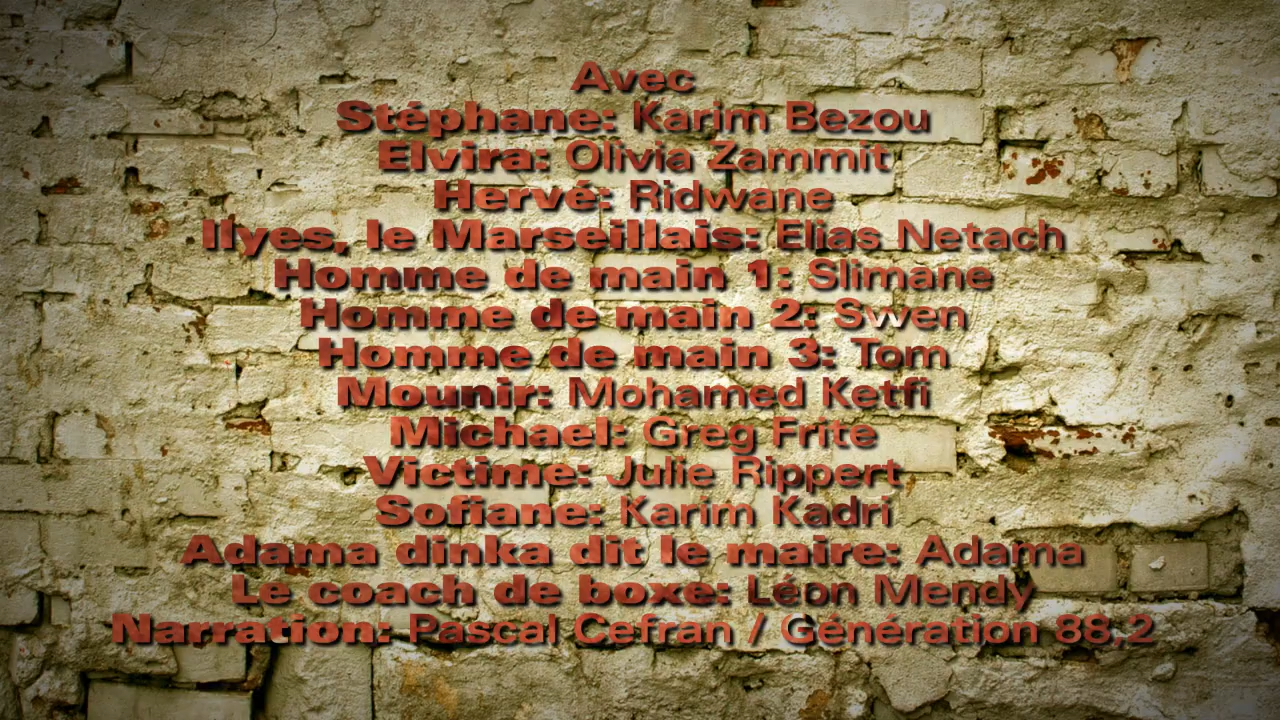 Avec
Stéphane: Karim Bezou
Elvira: Olivia Zammit
Hervé: Ridwane
Ilyes, le Marseillais: Elias Netach
Homme de main 1: Slimane
Homme de main 2: Swen
Homme de main 3: Tom
Mounir: Mohamed Ketfi
Michael: Greg Frite
Victime: Julie Rippert
Sofiane: Karim Kadri
Adama dinka dit le maire: Adama
Le coach de boxe: Léon Mendy
Narration: Pascal Cefran / Génération 88,2